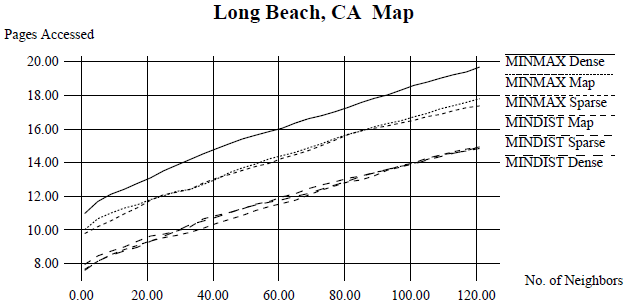 Long Beach, CA Map
Pages Accessed
20.00
18.00
16.00
14.00
12.00
10.00
8.00
0.00 20.00 40.00 60.00 80.00 100.00 120.00
No. of Neighbors
MINMAX Dense
MINMAX Map
MINMAX Sparse
MINDIST Map
MINDIST Sparse
MINDIST Dense